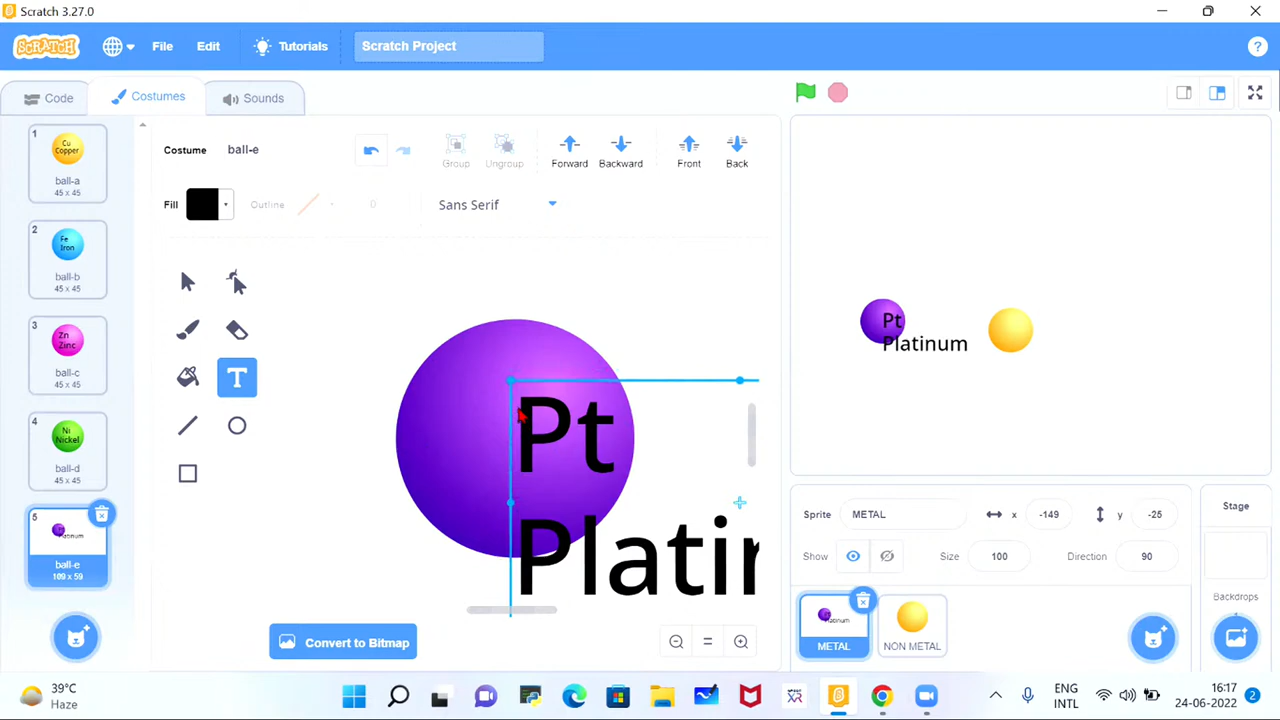 Scratch 3.27.0
SCRATCH
File
Edit
Tutorials
Scratch Project
?
Code
Costumes
Sounds
1
Cu
Copper
ball-a
45 x 45
2
Fe
Iron
ball-b
45 x 45
3
Zn
Zinc
ball-c
45 x 45
4
Ni
Nickel
ball-d
45 x 45
5
Platinum
ball-e
109 x 59
Costume
ball-e
Group
Ungroup
Forward
Backward
Front
Back
Fill
Outline
0
Sans Serif
T
Pt
Platin
Convert to Bitmap
Pt
Platinum
Sprite
METAL
x
-149
y
-25
Show
Size
100
Direction
90
Platinum
METAL
NON METAL
Stage
Backdrops
39°C
Haze
ENG
INTL
16:17
24-06-2022
2